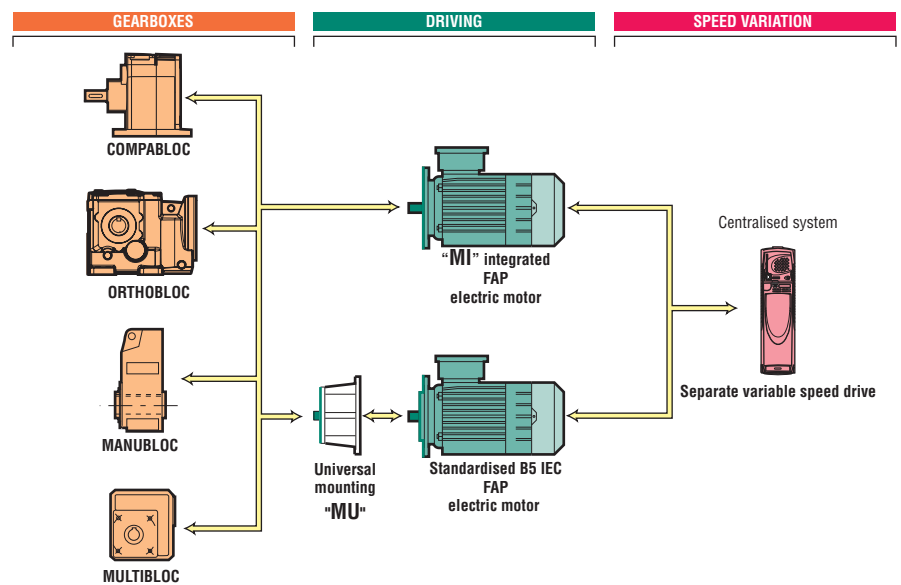 GEARBOXES
DRIVING
SPEED VARIATION
COMPABLOC
ORTHOBLOC
MANUBLOC
MULTIBLOC
“MI” integrated
FAP
electric motor
Universal
mounting
"MU"
Standardised B5 IEC
FAP
electric motor
Centralised system
Separate variable speed drive